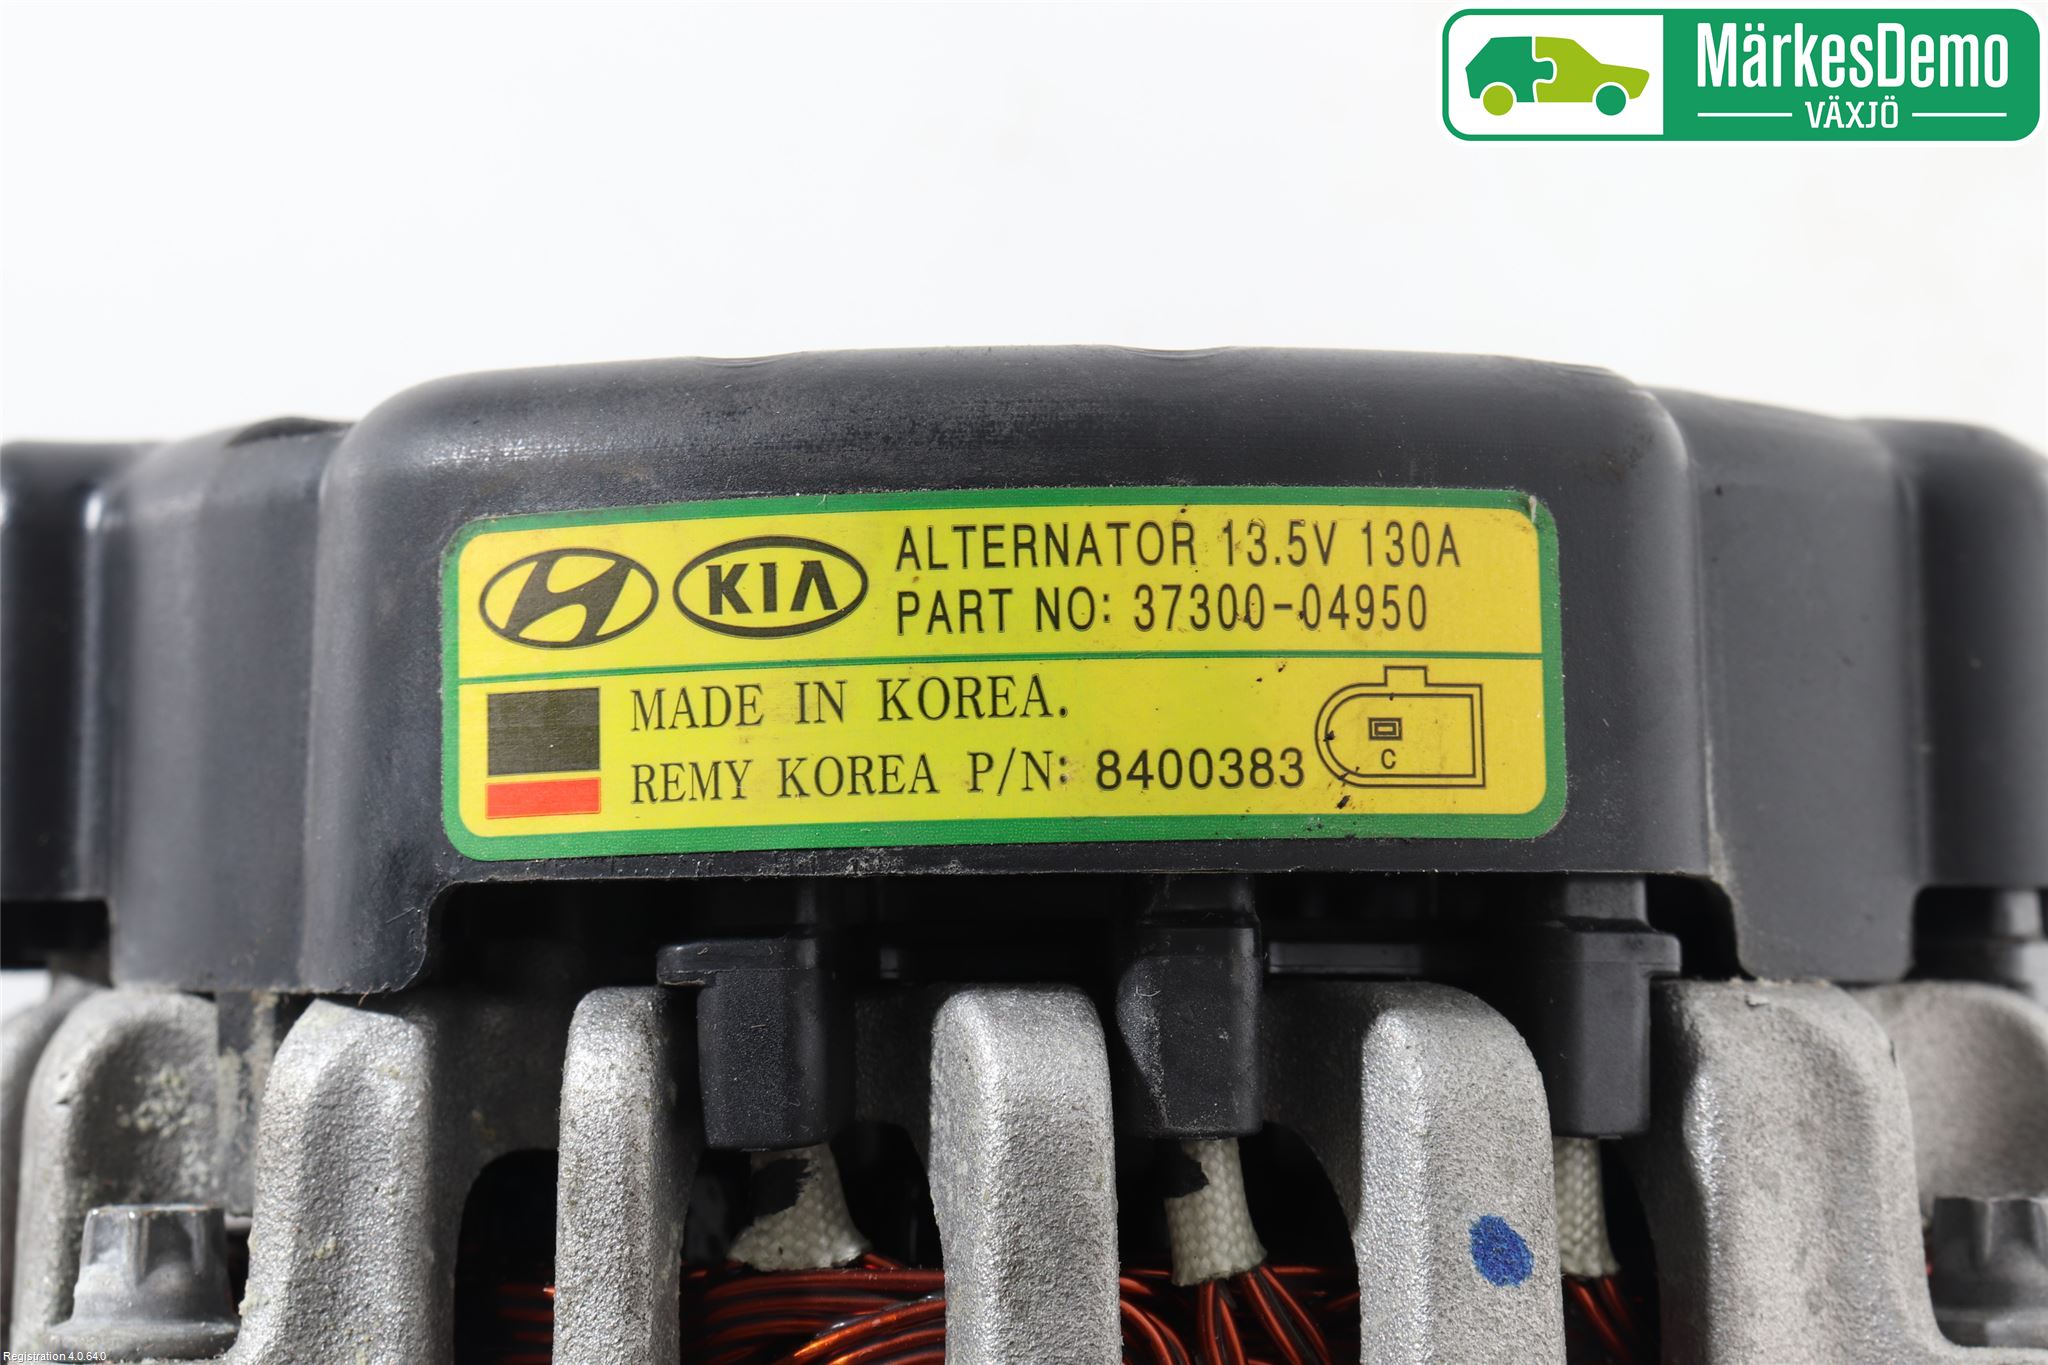 MärkesDemo
VÄXJÖ
KIA
ALTERNATOR 13.5V 130A
PART NO: 37300-04950
MADE IN KOREA.
REMY KOREA P/N: 8400383
C
Registration 4.0.64.0